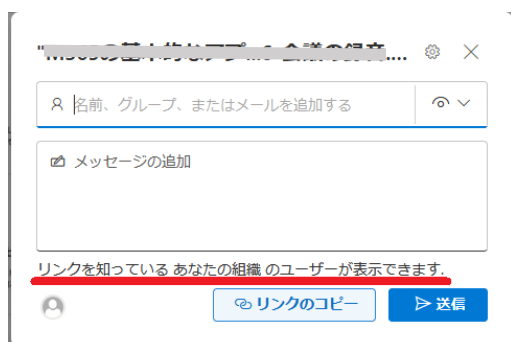 名前、グループ、またはメールを追加する
メッセージの追加
リンクを知っている あなたの組織 のユーザーが表示できます.
リンクのコピー
送信